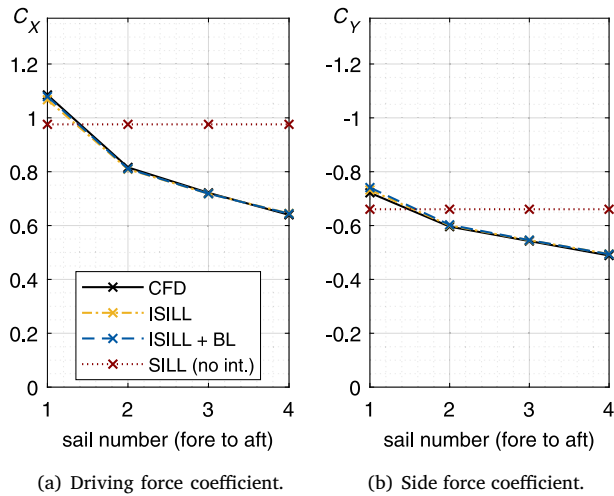 C_X
1.2
1
0.8
0.6
0.4
0.2
0
CFD
ISILL
ISILL + BL
SILL (no int.)
1 2 3 4
sail number (fore to aft)
(a) Driving force coefficient.
C_Y
-1.2
-1
-0.8
-0.6
-0.4
-0.2
0
1 2 3 4
sail number (fore to aft)
(b) Side force coefficient.